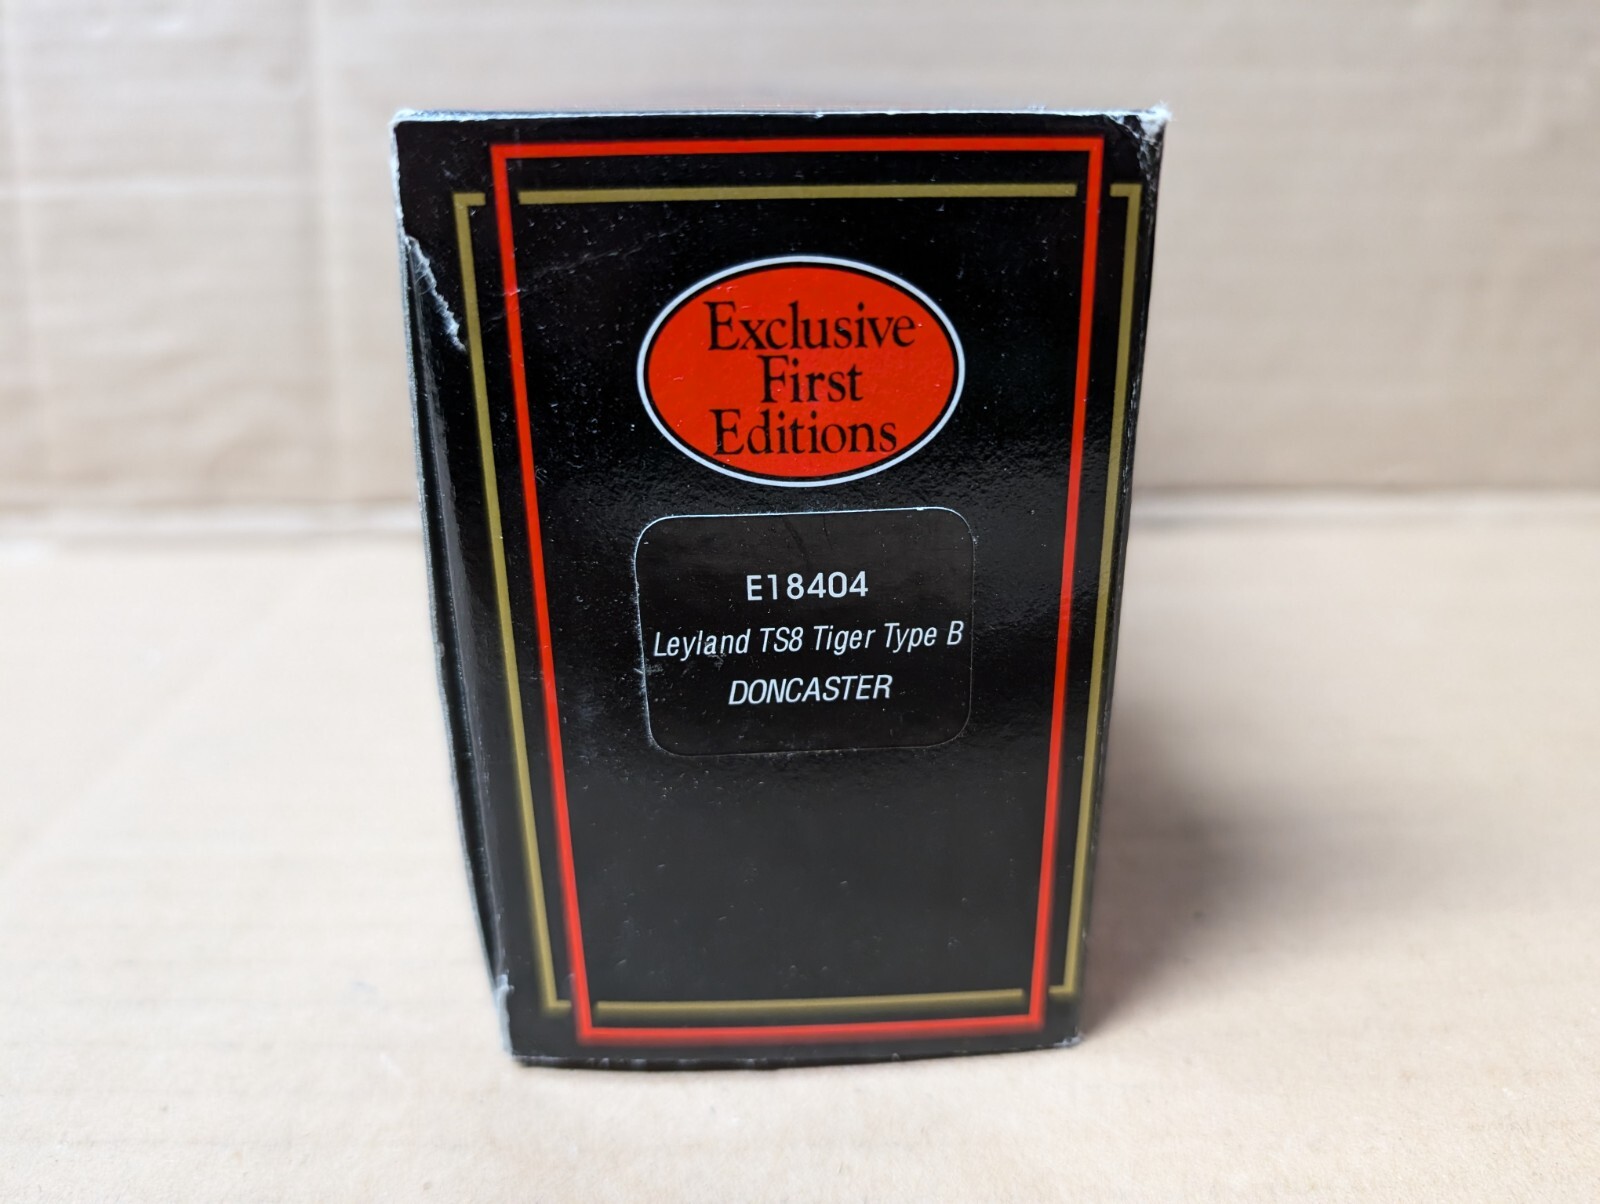 Exclusive
First
Editions
E18404
Leyland TS8 Tiger Type B
DONCASTER